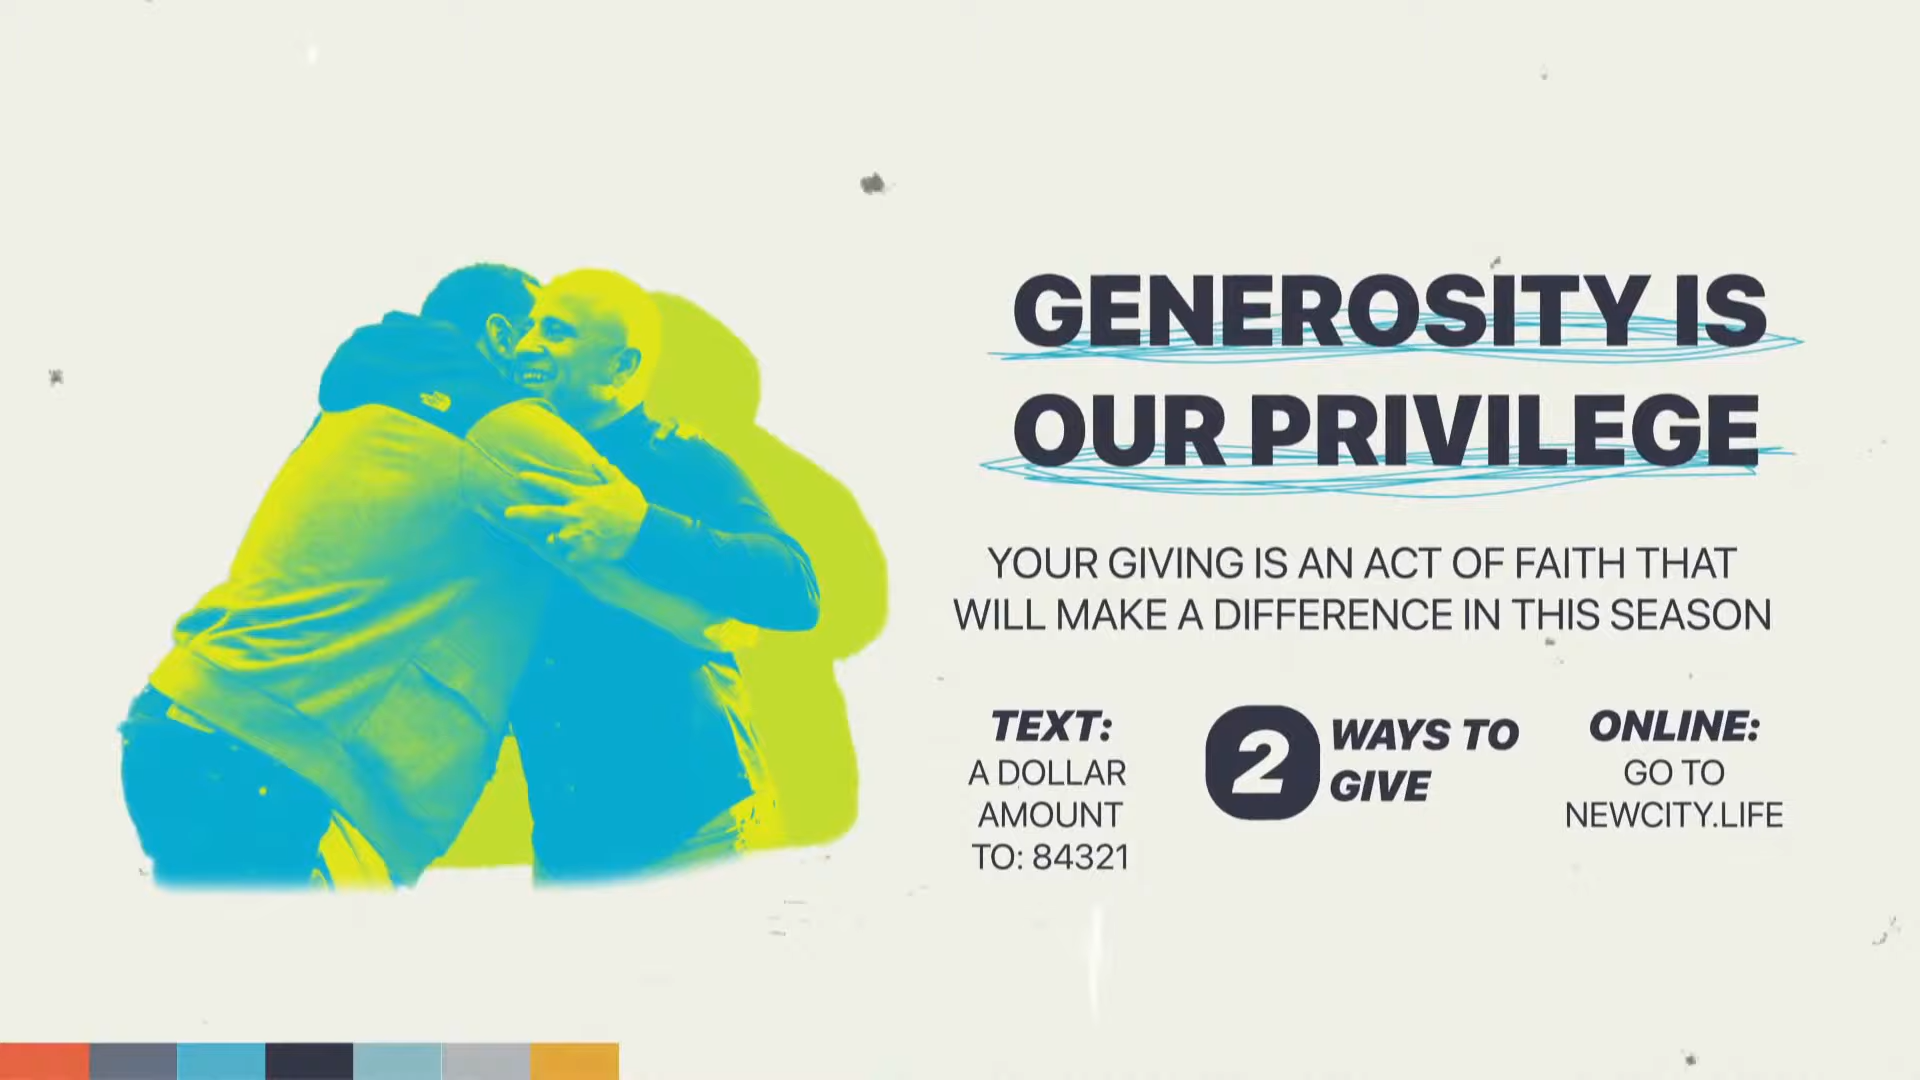 GENEROSITY IS
OUR PRIVILEGE
YOUR GIVING IS AN ACT OF FAITH THAT
WILL MAKE A DIFFERENCE IN THIS SEASON
TEXT:
A DOLLAR
AMOUNT
TO: 84321
2
WAYS TO
GIVE
ONLINE:
GO TO
NEWCITY.LIFE